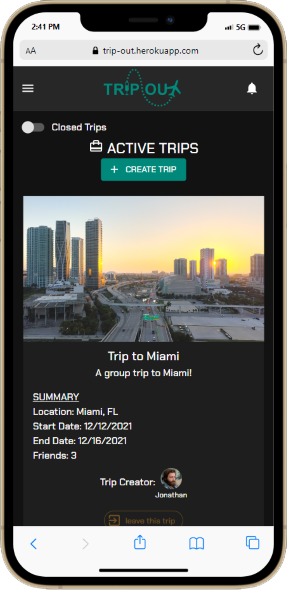 2:41 PM
5G
AA trip-out.herokuapp.com
TRIP OUT
Closed Trips
ACTIVE TRIPS
+ CREATE TRIP
Trip to Miami
A group trip to Miami!
SUMMARY
Location: Miami, FL
Start Date: 12/12/2021
End Date: 12/16/2021
Friends: 3
Trip Creator:
Jonathan
leave this trip